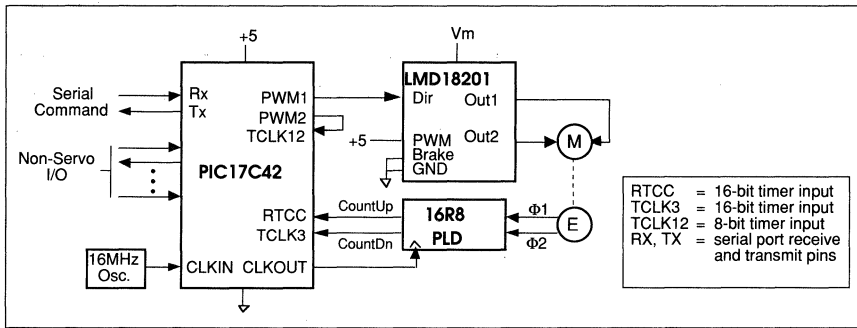 +5
Vm
Serial
Command
Rx
Tx
PWM1
PWM2
TCLK12
LMD18201
Dir
Out1
Out2
+5
PWM
Brake
GND
M
Non-Servo
I/O
PIC17C42
RTCC
TCLK3
CountUp
CountDn
16R8
PLD
Φ1
Φ2
E
16MHz
Osc.
CLKIN
CLKOUT
RTCC = 16-bit timer input
TCLK3 = 16-bit timer input
TCLK12 = 8-bit timer input
RX, TX = serial port receive
and transmit pins